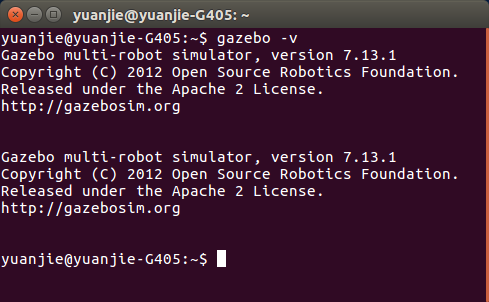 yuanjie@yuanjie-G405: ~
yuanjie@yuanjie-G405:~$ gazebo -v
Gazebo multi-robot simulator, version 7.13.1
Copyright (C) 2012 Open Source Robotics Foundation.
Released under the Apache 2 License.
http://gazebosim.org
Gazebo multi-robot simulator, version 7.13.1
Copyright (C) 2012 Open Source Robotics Foundation.
Released under the Apache 2 License.
http://gazebosim.org
yuanjie@yuanjie-G405:~$